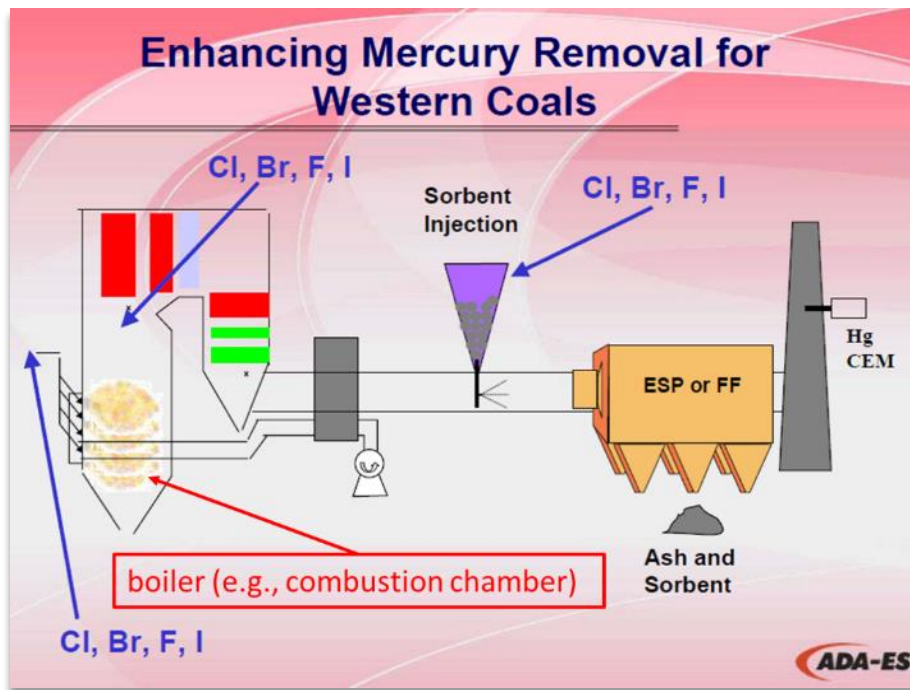 Enhancing Mercury Removal for
Western Coals
Cl, Br, F, I
Sorbent
Injection
Cl, Br, F, I
Hg
CEM
ESP or FF
x
x
boiler (e.g., combustion chamber)
Ash and
Sorbent
Cl, Br, F, I
ADA-ES